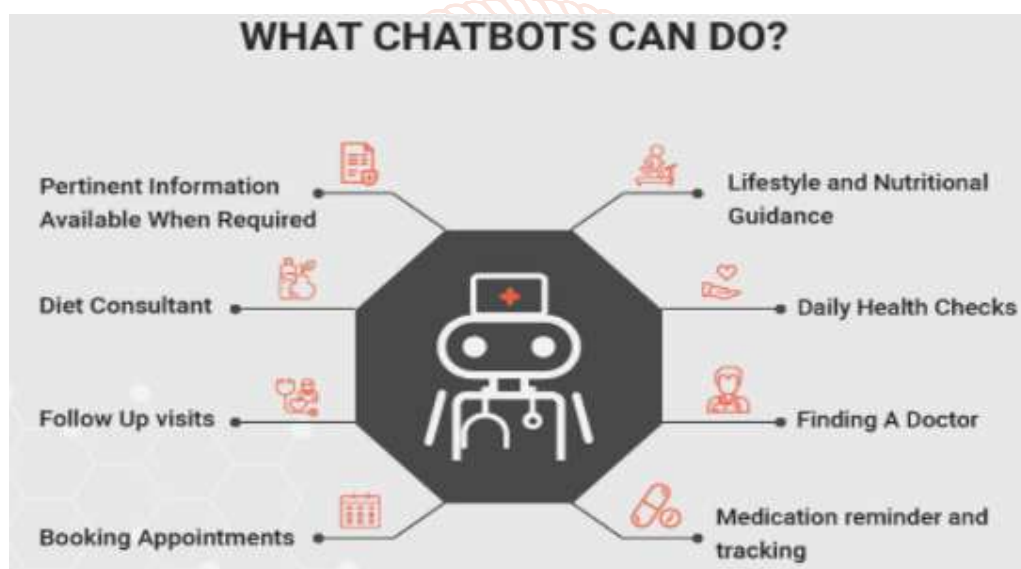 WHAT CHATBOTS CAN DO?
Pertinent Information
Available When Required
Diet Consultant
Follow Up visits
Booking Appointments
Lifestyle and Nutritional
Guidance
Daily Health Checks
Finding A Doctor
Medication reminder and
tracking